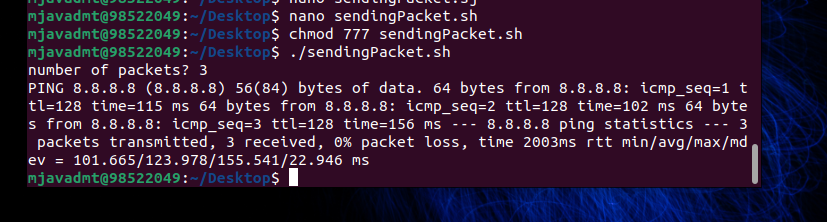 mjavadmt@98522049:~/Desktop$ nano sendingPacket.sh
mjavadmt@98522049:~/Desktop$ chmod 777 sendingPacket.sh
mjavadmt@98522049:~/Desktop$ ./sendingPacket.sh
number of packets? 3
PING 8.8.8.8 (8.8.8.8) 56(84) bytes of data. 64 bytes from 8.8.8.8: icmp_seq=1 t
tl=128 time=115 ms 64 bytes from 8.8.8.8: icmp_seq=2 ttl=128 time=102 ms 64 byte
s from 8.8.8.8: icmp_seq=3 ttl=128 time=156 ms --- 8.8.8.8 ping statistics --- 3
 packets transmitted, 3 received, 0% packet loss, time 2003ms rtt min/avg/max/md
ev = 101.665/123.978/155.541/22.946 ms
mjavadmt@98522049:~/Desktop$